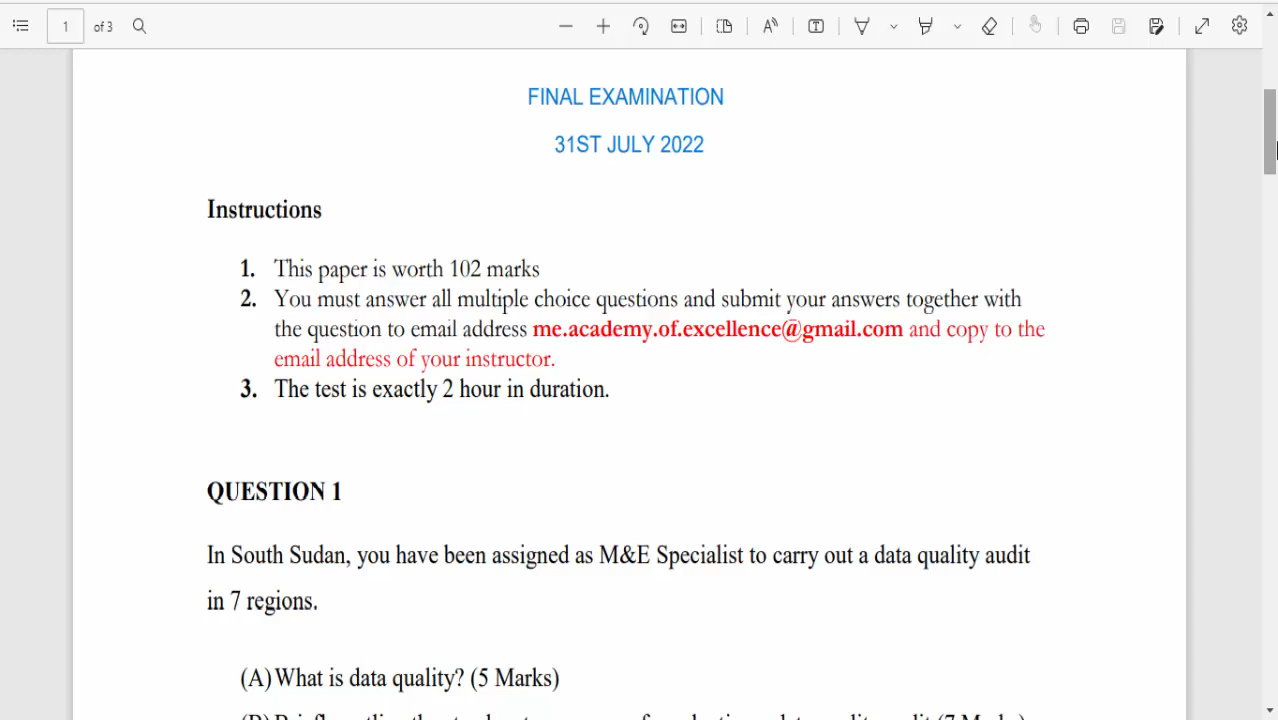 1 of 3
FINAL EXAMINATION
31ST JULY 2022
Instructions
1. This paper is worth 102 marks
2. You must answer all multiple choice questions and submit your answers together with
the question to email address me.academy.of.excellence@gmail.com and copy to the
email address of your instructor.
3. The test is exactly 2 hour in duration.
QUESTION 1
In South Sudan, you have been assigned as M&E Specialist to carry out a data quality audit
in 7 regions.
(A) What is data quality? (5 Marks)